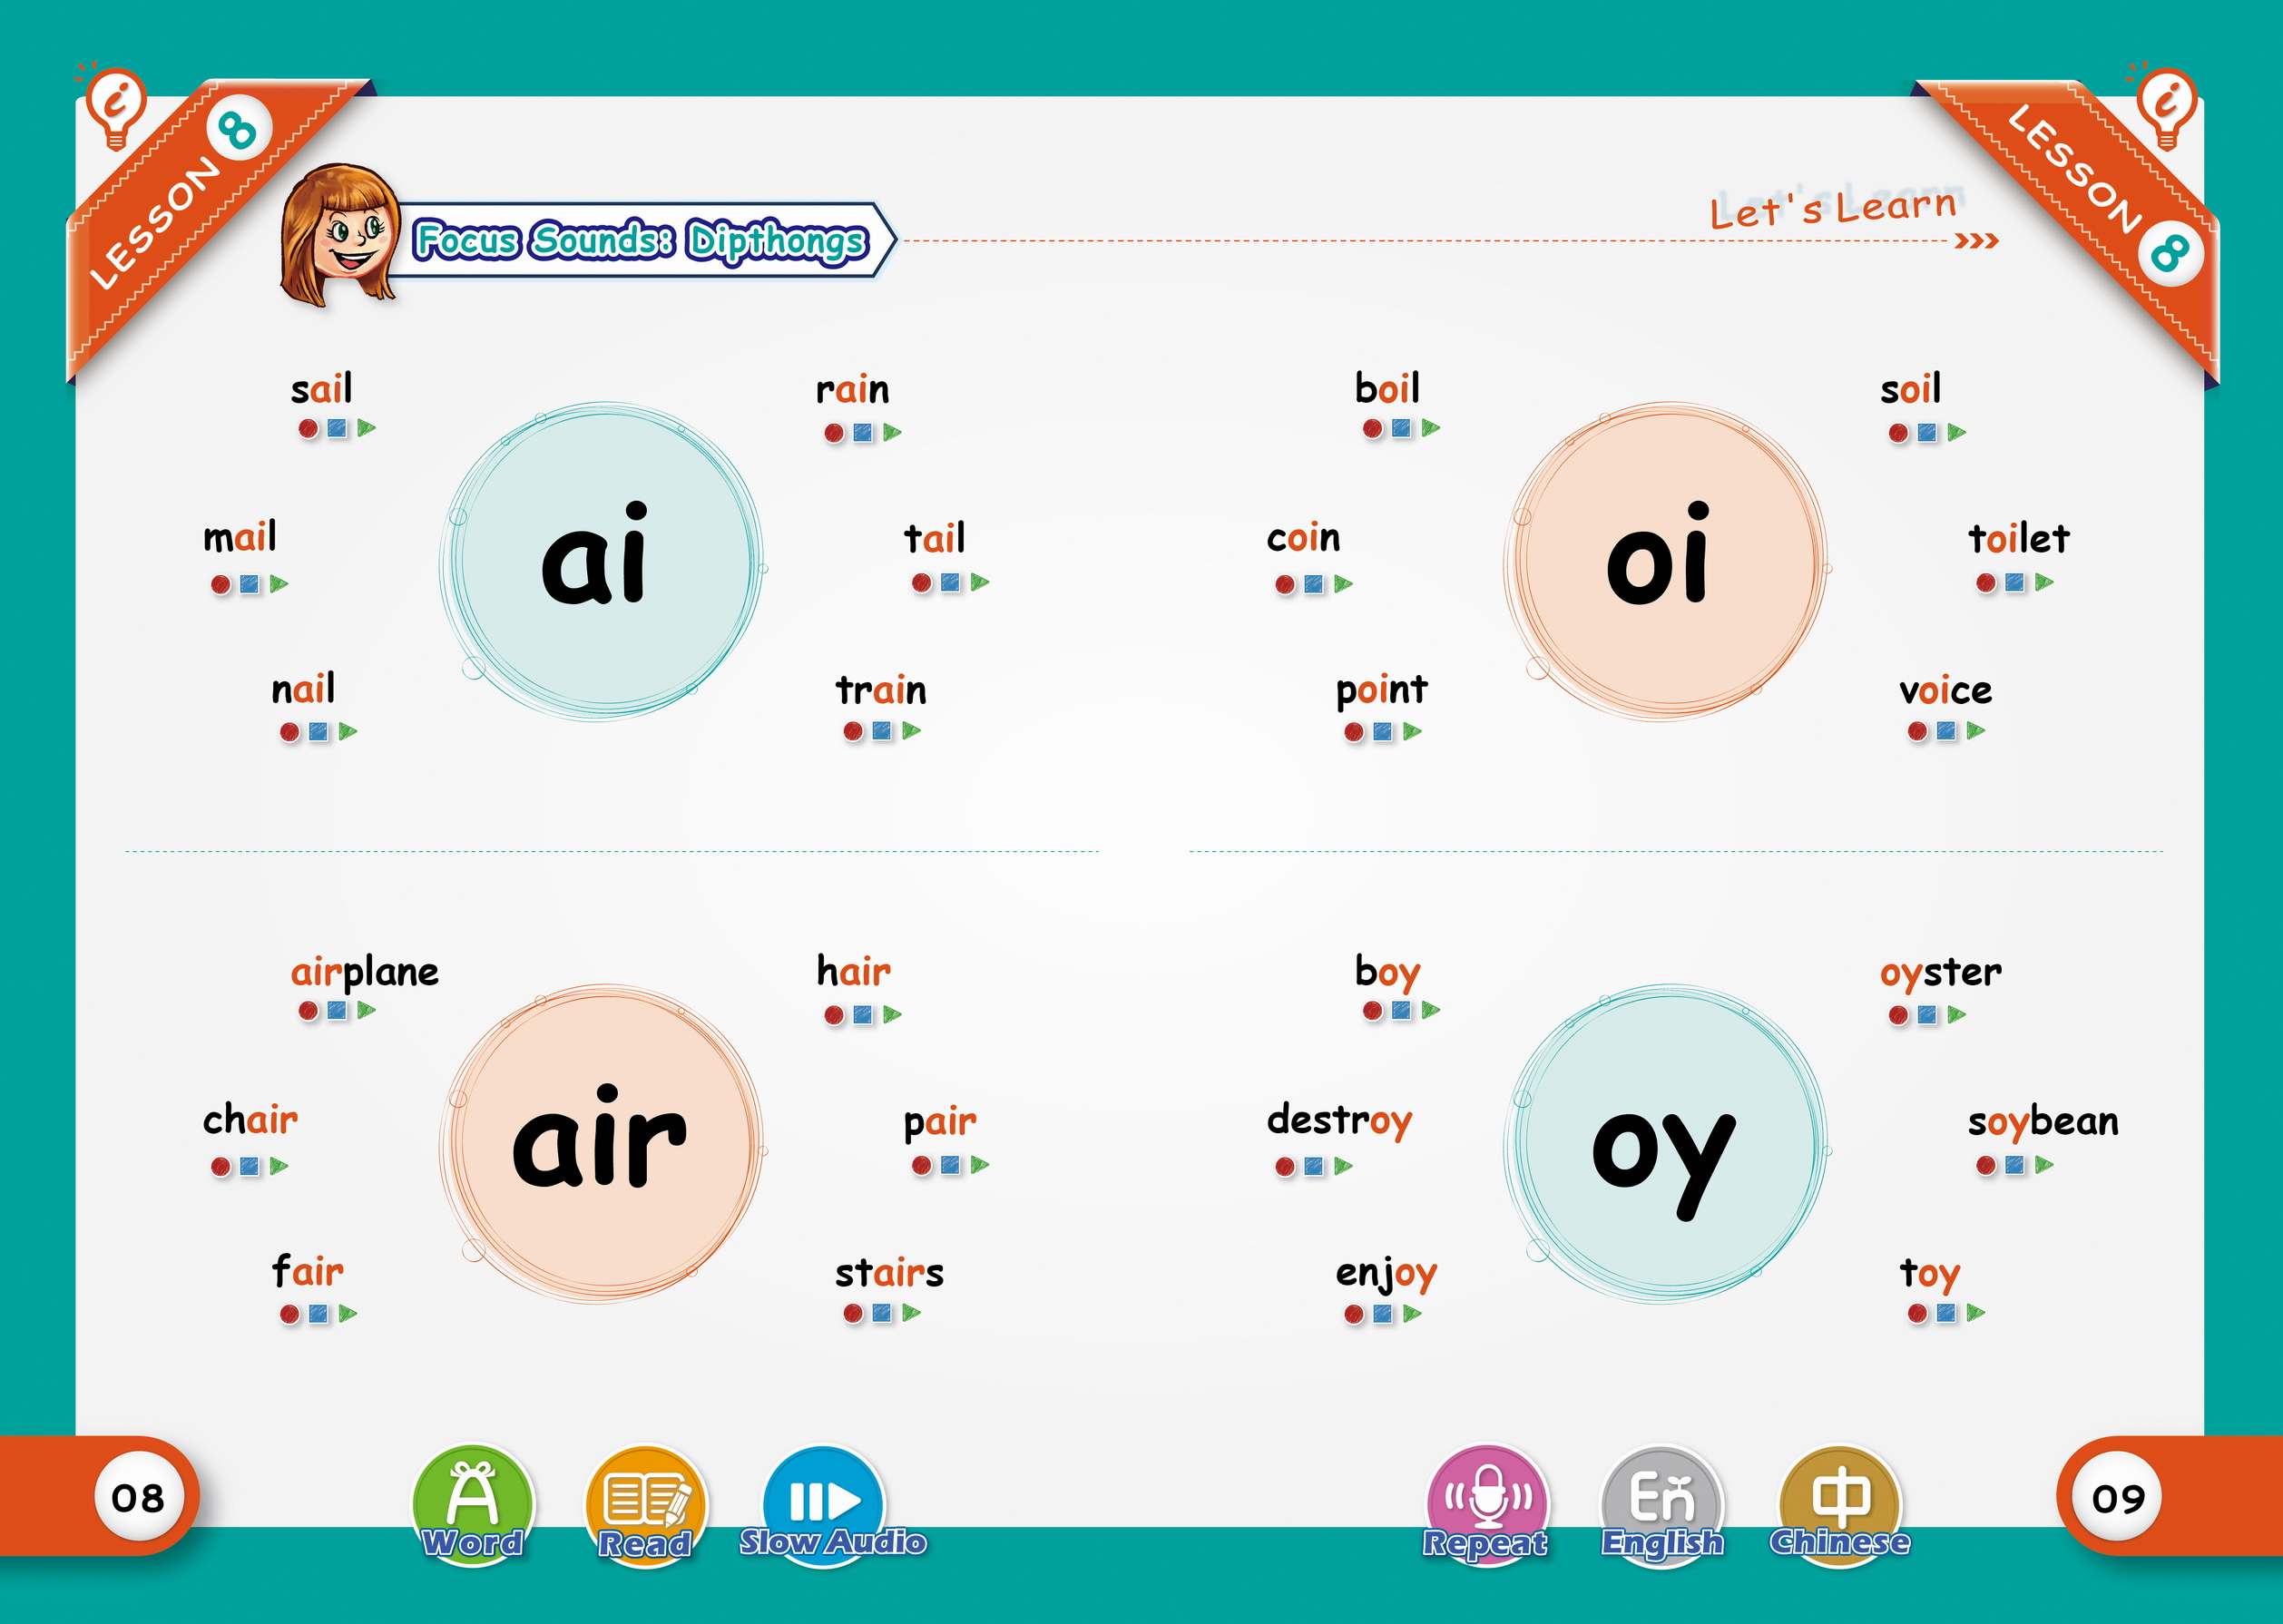 LESSON 8
LESSON 8
Focus Sounds: Dipthongs
Let's Learn
sail
rain
mail
ai
tail
nail
train
boil
soil
coin
oi
toilet
point
voice
airplane
hair
chair
air
pair
fair
stairs
boy
oyster
destroy
oy
soybean
enjoy
toy
08
Word
Read
Slow Audio
Repeat
En
English
中
Chinese
09